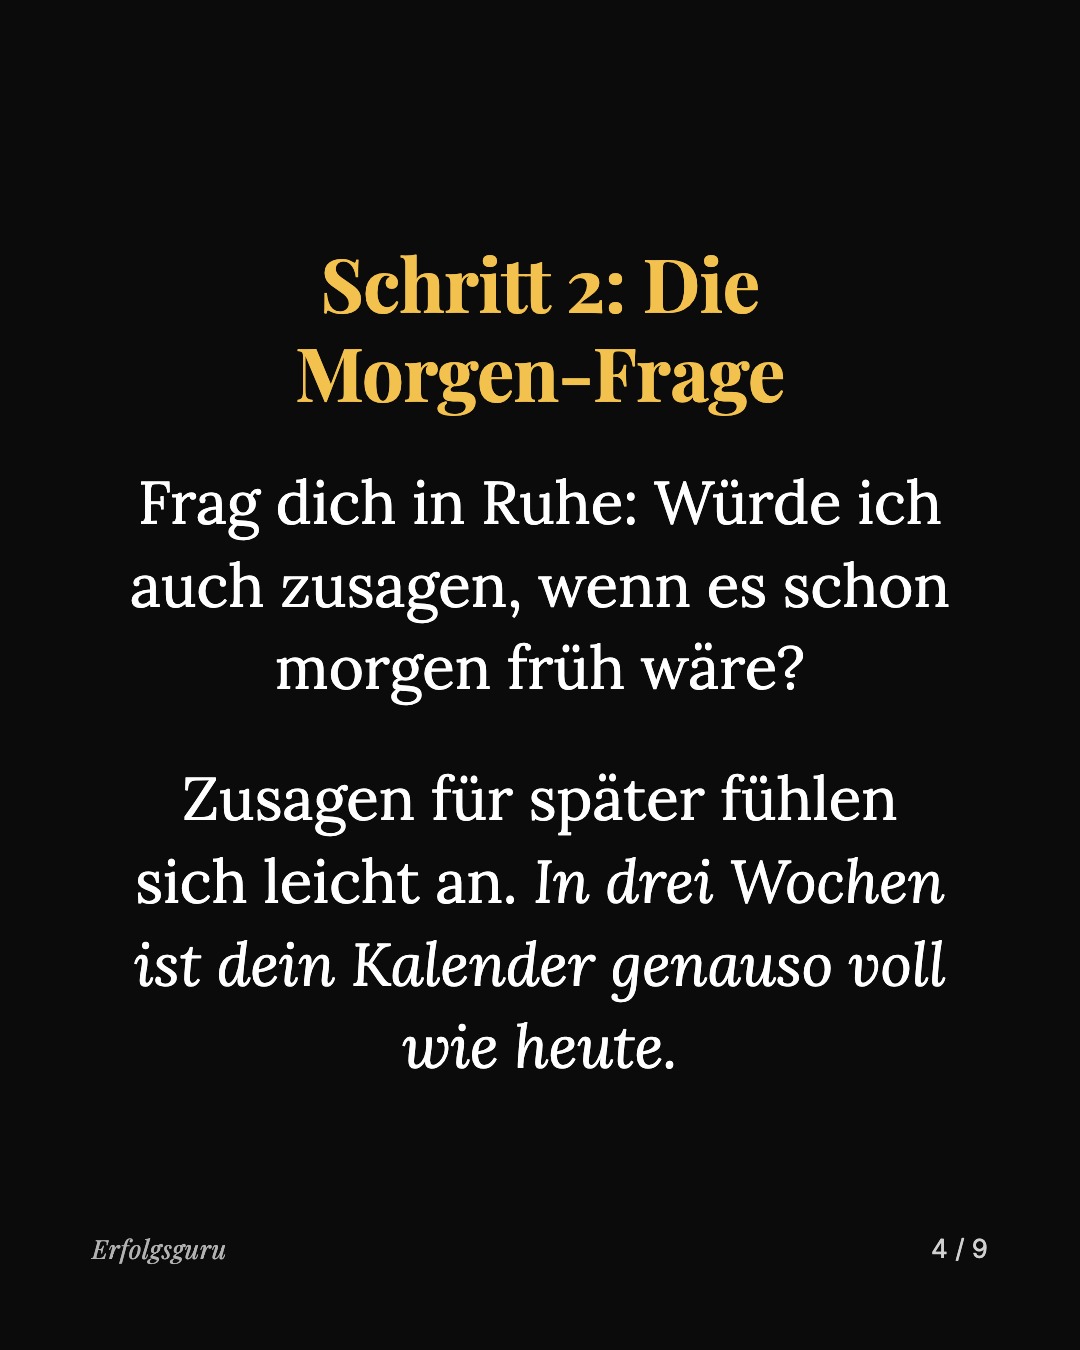 Schritt 2: Die
Morgen-Frage
Frag dich in Ruhe: Würde ich
auch zusagen, wenn es schon
morgen früh wäre?
Zusagen für später fühlen
sich leicht an. In drei Wochen
ist dein Kalender genauso voll
wie heute.
Erfolgsguru
4 / 9